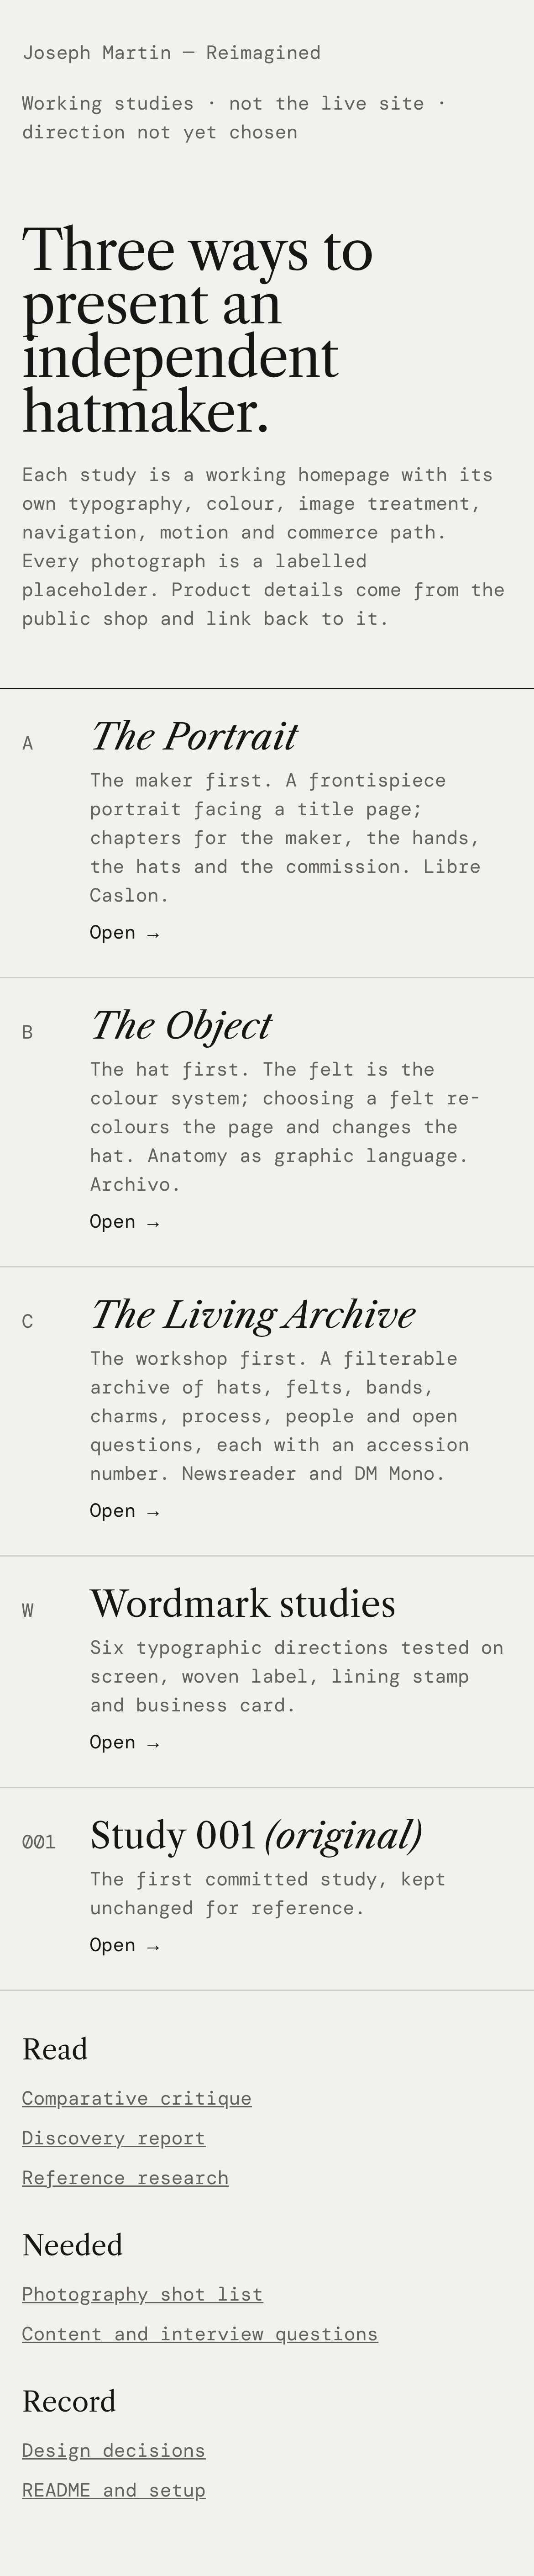 Joseph Martin — Reimagined
Working studies · not the live site ·
direction not yet chosen
Three ways to
present an
independent
hatmaker.
Each study is a working homepage with its
own typography, colour, image treatment,
navigation, motion and commerce path.
Every photograph is a labelled
placeholder. Product details come from the
public shop and link back to it.
A
The Portrait
The maker first. A frontispiece
portrait facing a title page;
chapters for the maker, the hands,
the hats and the commission. Libre
Caslon.
Open →
B
The Object
The hat first. The felt is the
colour system; choosing a felt re-
colours the page and changes the
hat. Anatomy as graphic language.
Archivo.
Open →
C
The Living Archive
The workshop first. A filterable
archive of hats, felts, bands,
charms, process, people and open
questions, each with an accession
number. Newsreader and DM Mono.
Open →
W
Wordmark studies
Six typographic directions tested on
screen, woven label, lining stamp
and business card.
Open →
001
Study 001 (original)
The first committed study, kept
unchanged for reference.
Open →
Read
Comparative critique
Discovery report
Reference research
Needed
Photography shot list
Content and interview questions
Record
Design decisions
README and setup